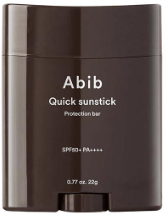 Abib
Quick sunstick
Protection bar
SPF50+ PA++++
0.77 oz. 22g